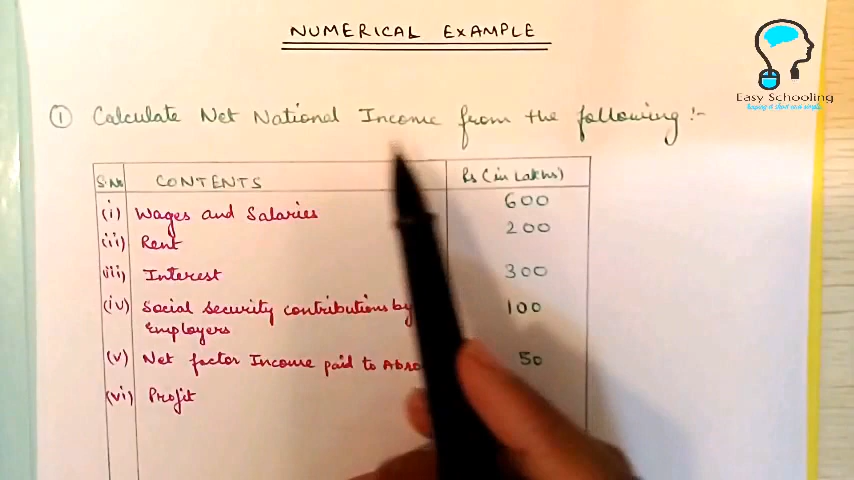 NUMERICAL EXAMPLE
Easy Schooling
① Calculate Net National Income from the following :-
S.No CONTENTS Rs (in Lakhs)
(i) Wages and Salaries 600
(ii) Rent 200
(iii) Interest 300
(iv) Social security contributions by 100
Employers
(v) Net factor Income paid to 50
(vi) Profit